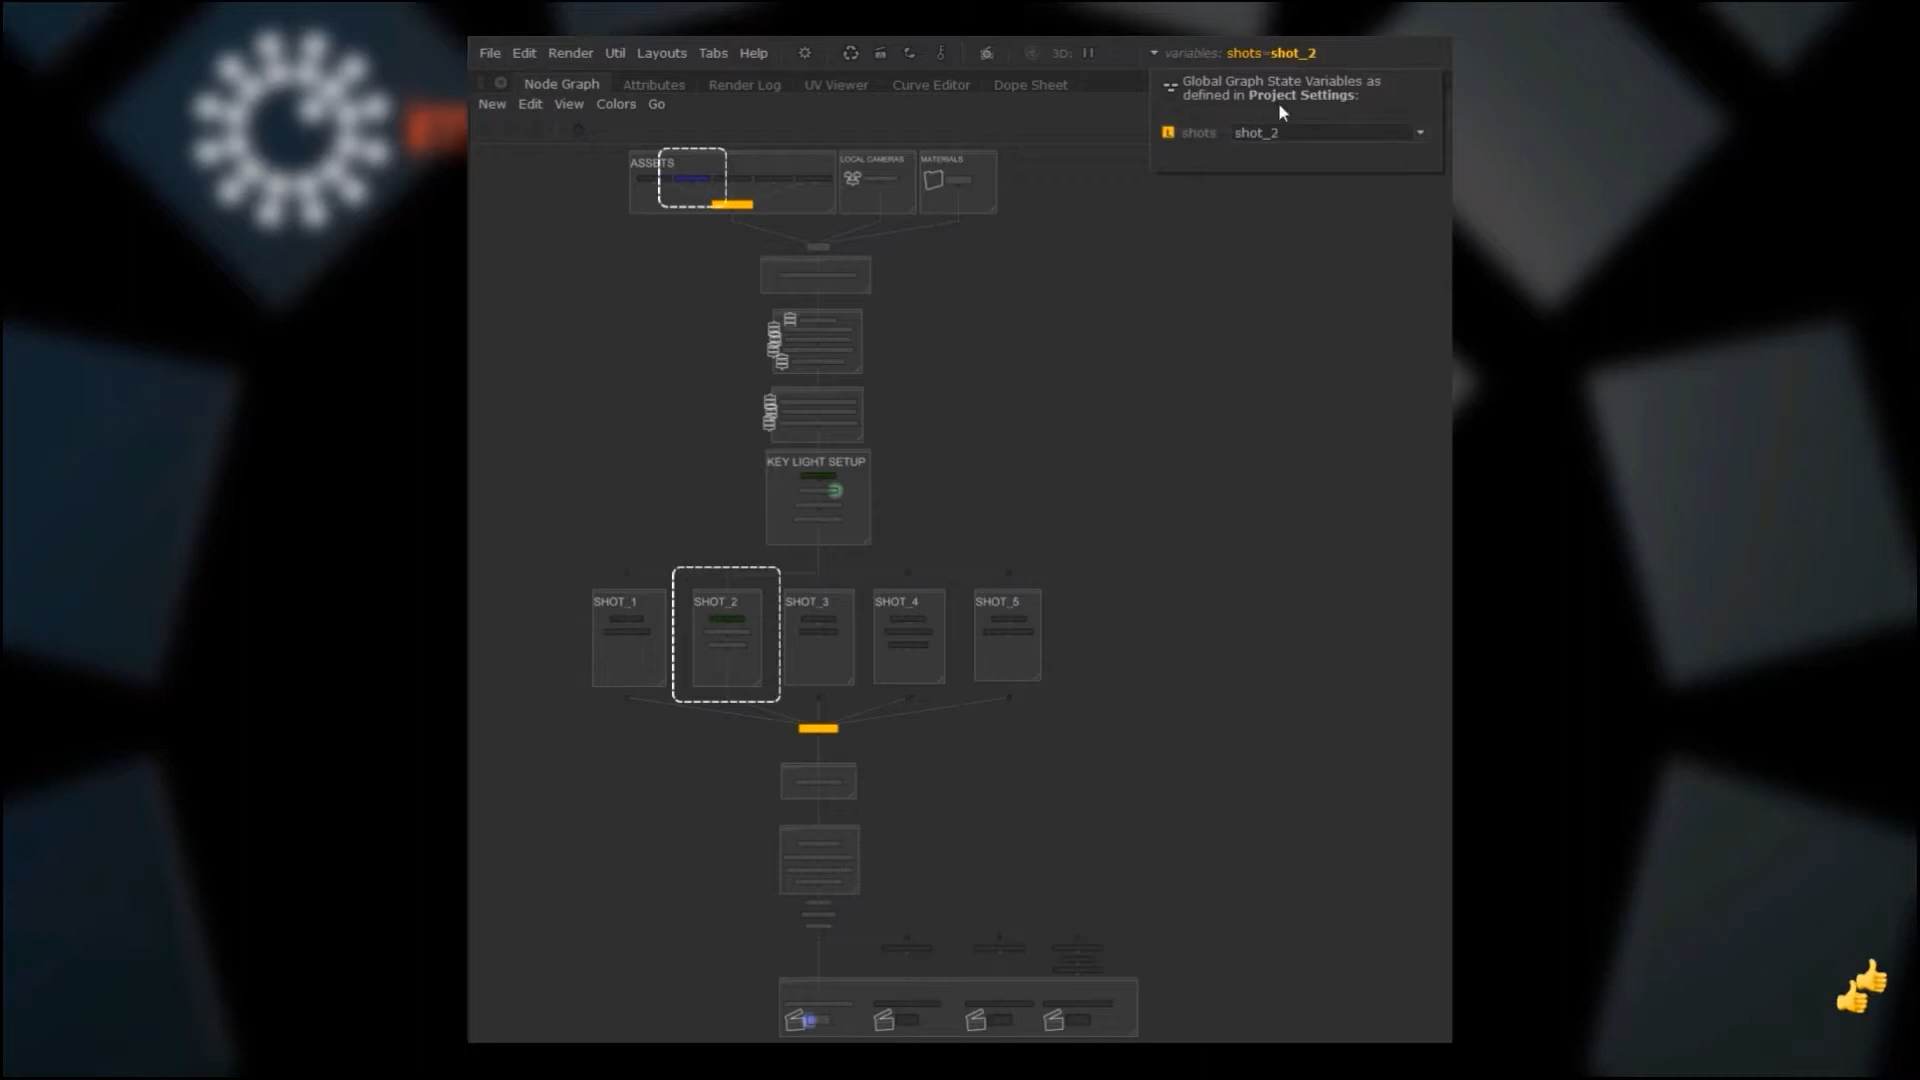 File Edit Render Util Layouts Tabs Help 3D: variables: shots=shot_2
Node Graph Attributes Render Log UV Viewer Curve Editor Dope Sheet
New Edit View Colors Go
Global Graph State Variables as
defined in Project Settings:
L shots shot_2
ASSETS LOCAL CAMERAS MATERIALS
KEY LIGHT SETUP
SHOT_1 SHOT_2 SHOT_3 SHOT_4 SHOT_5